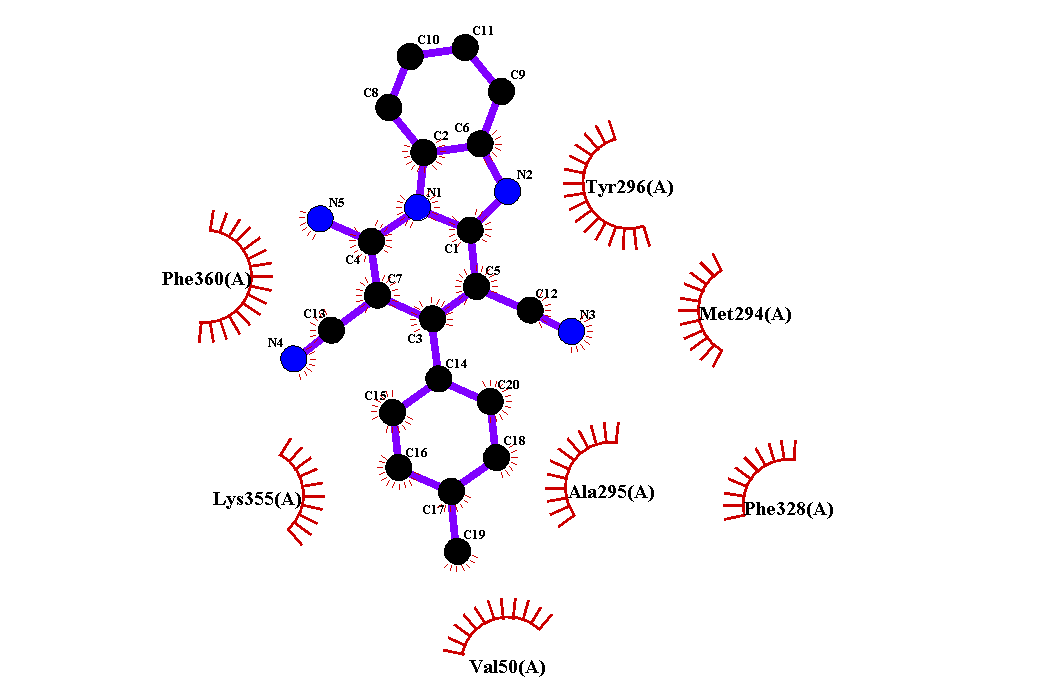 C11
C10
C9
C8
C6
C2
N2
Tyr296(A)
N1
N5
C1
C4
Phe360(A)
C7
C5
C12
C13
N3
Met294(A)
C3
N4
C14
C20
C15
C18
C16
Ala295(A)
Lys355(A)
C17
Phe328(A)
C19
Val50(A)